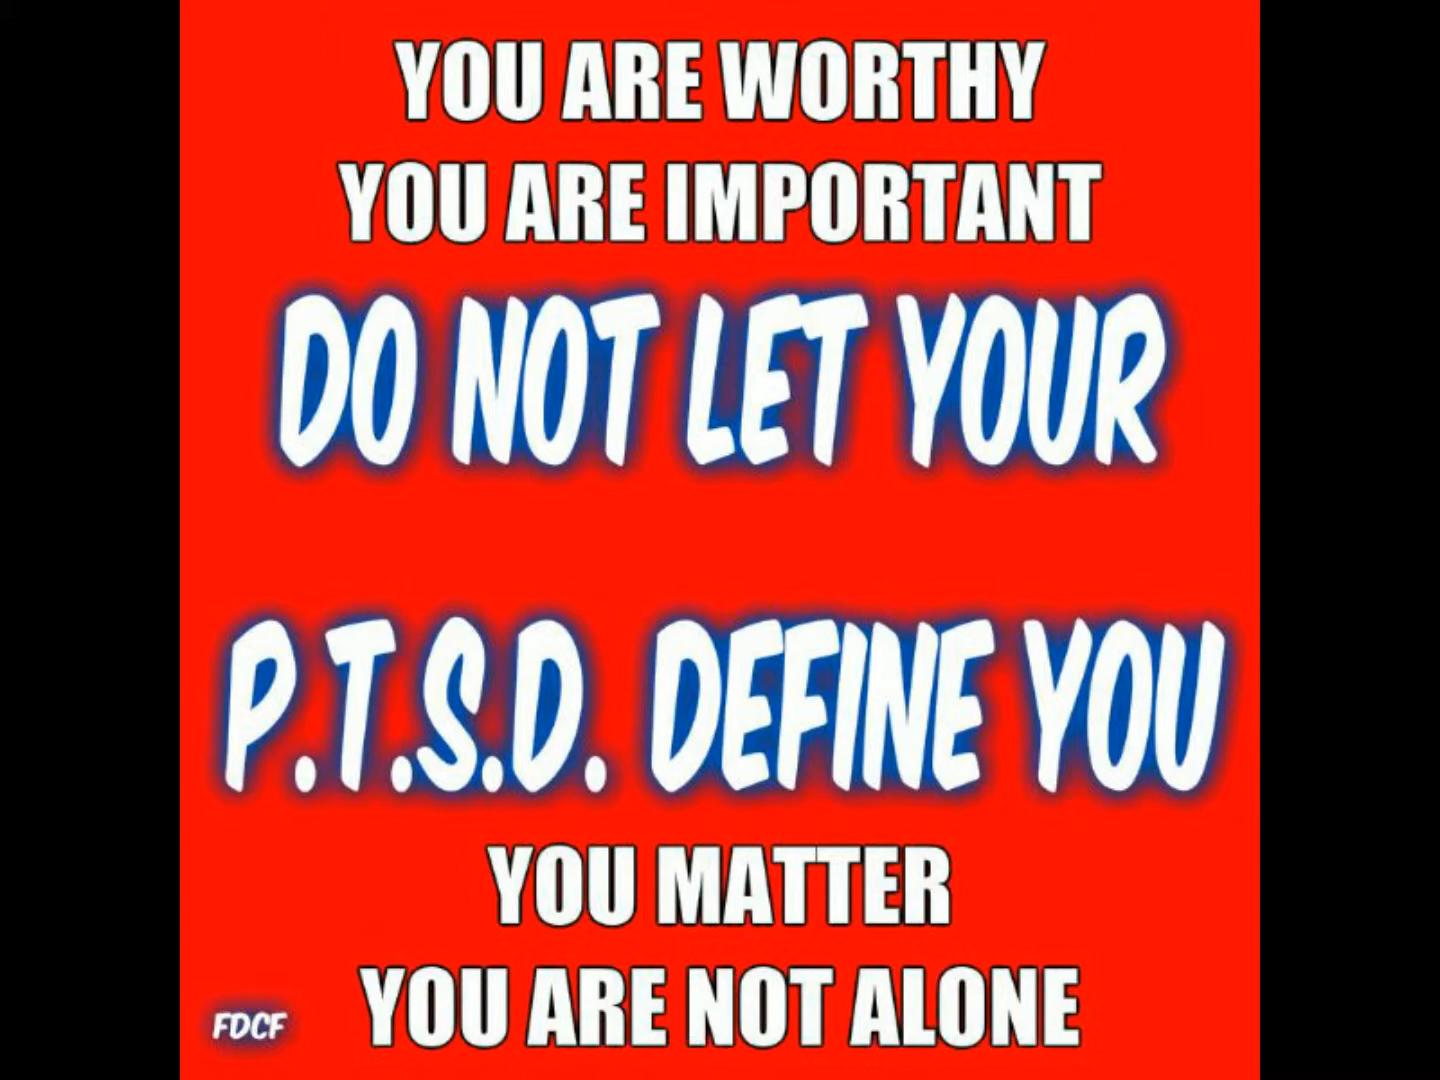 YOU ARE WORTHY
YOU ARE IMPORTANT
DO NOT LET YOUR
P.T.S.D. DEFINE YOU
YOU MATTER
YOU ARE NOT ALONE
FDCF